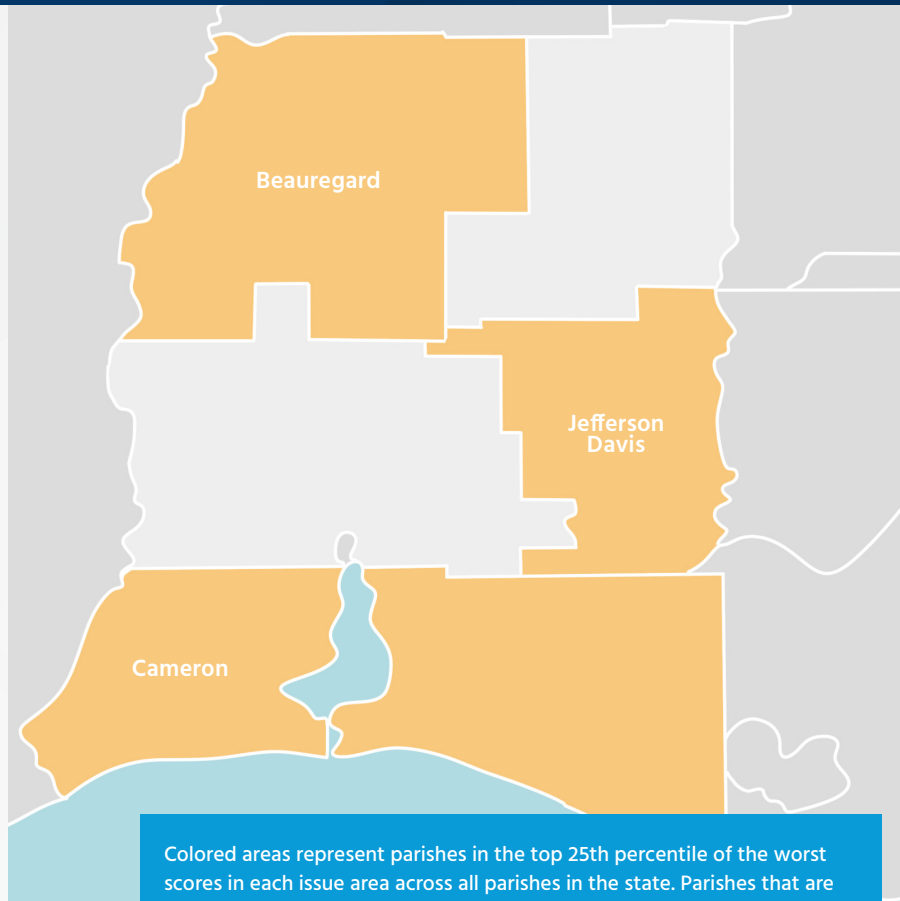 Beauregard
Jefferson
Davis
Cameron
Colored areas represent parishes in the top 25th percentile of the worst
scores in each issue area across all parishes in the state. Parishes that are